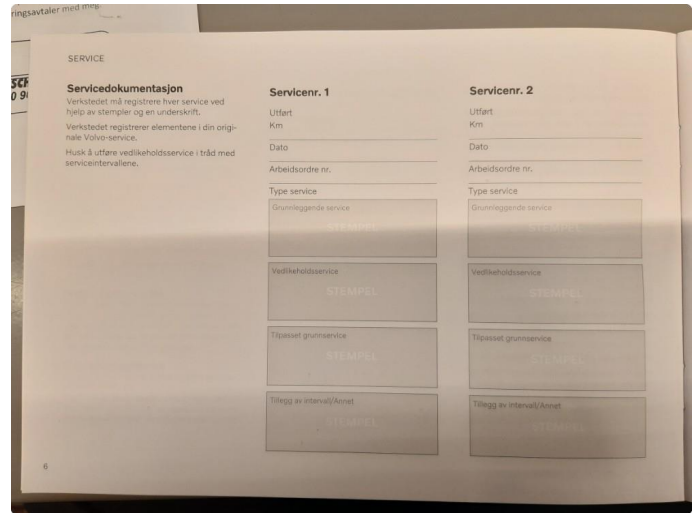 ringsavtaler med meg.
SERVICE
Servicedokumentasjon
Verkstedet må registrere hver service ved
hjelp av stempler og en underskrift.
Verkstedet registrerer elementene i din origi-
nale Volvo-service.
Husk å utføre vedlikeholdsservice i tråd med
serviceintervallene.
Servicenr. 1
Utført
Km
Dato
Arbeidsordre nr.
Type service
Grunnleggende service
STEMPEL
Vedlikeholdsservice
STEMPEL
Tilpasset grunnservice
STEMPEL
Tillegg av intervall/Annet
STEMPEL
Servicenr. 2
Utført
Km
Dato
Arbeidsordre nr.
Type service
Grunnleggende service
STEMPEL
Vedlikeholdsservice
STEMPEL
Tilpasset grunnservice
STEMPEL
Tillegg av intervall/Annet
STEMPEL
6